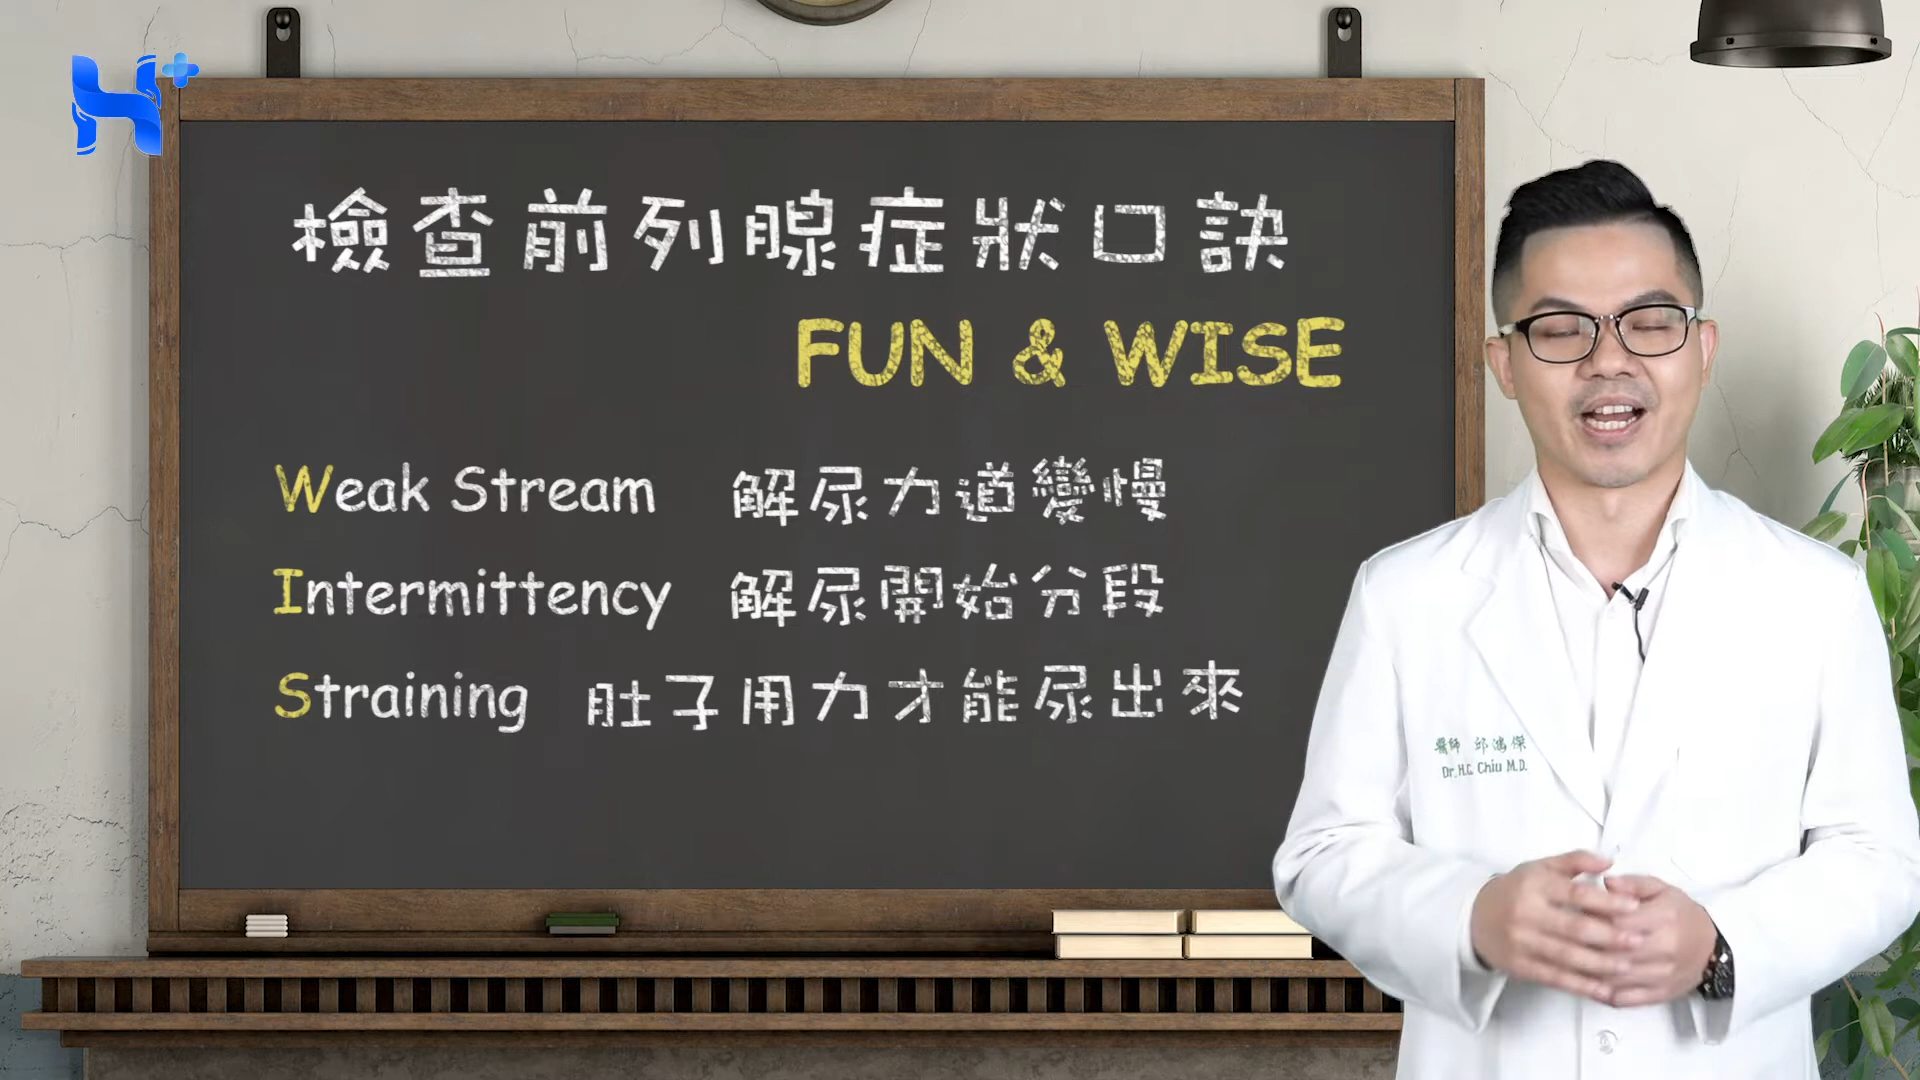 檢查前列腺症狀口訣
FUN & WISE
Weak Stream 解尿力道變慢
Intermittency 解尿開始分段
Straining 肚子用力才能尿出來
醫師 邱鴻傑
Dr. H.C. Chiu M.D.